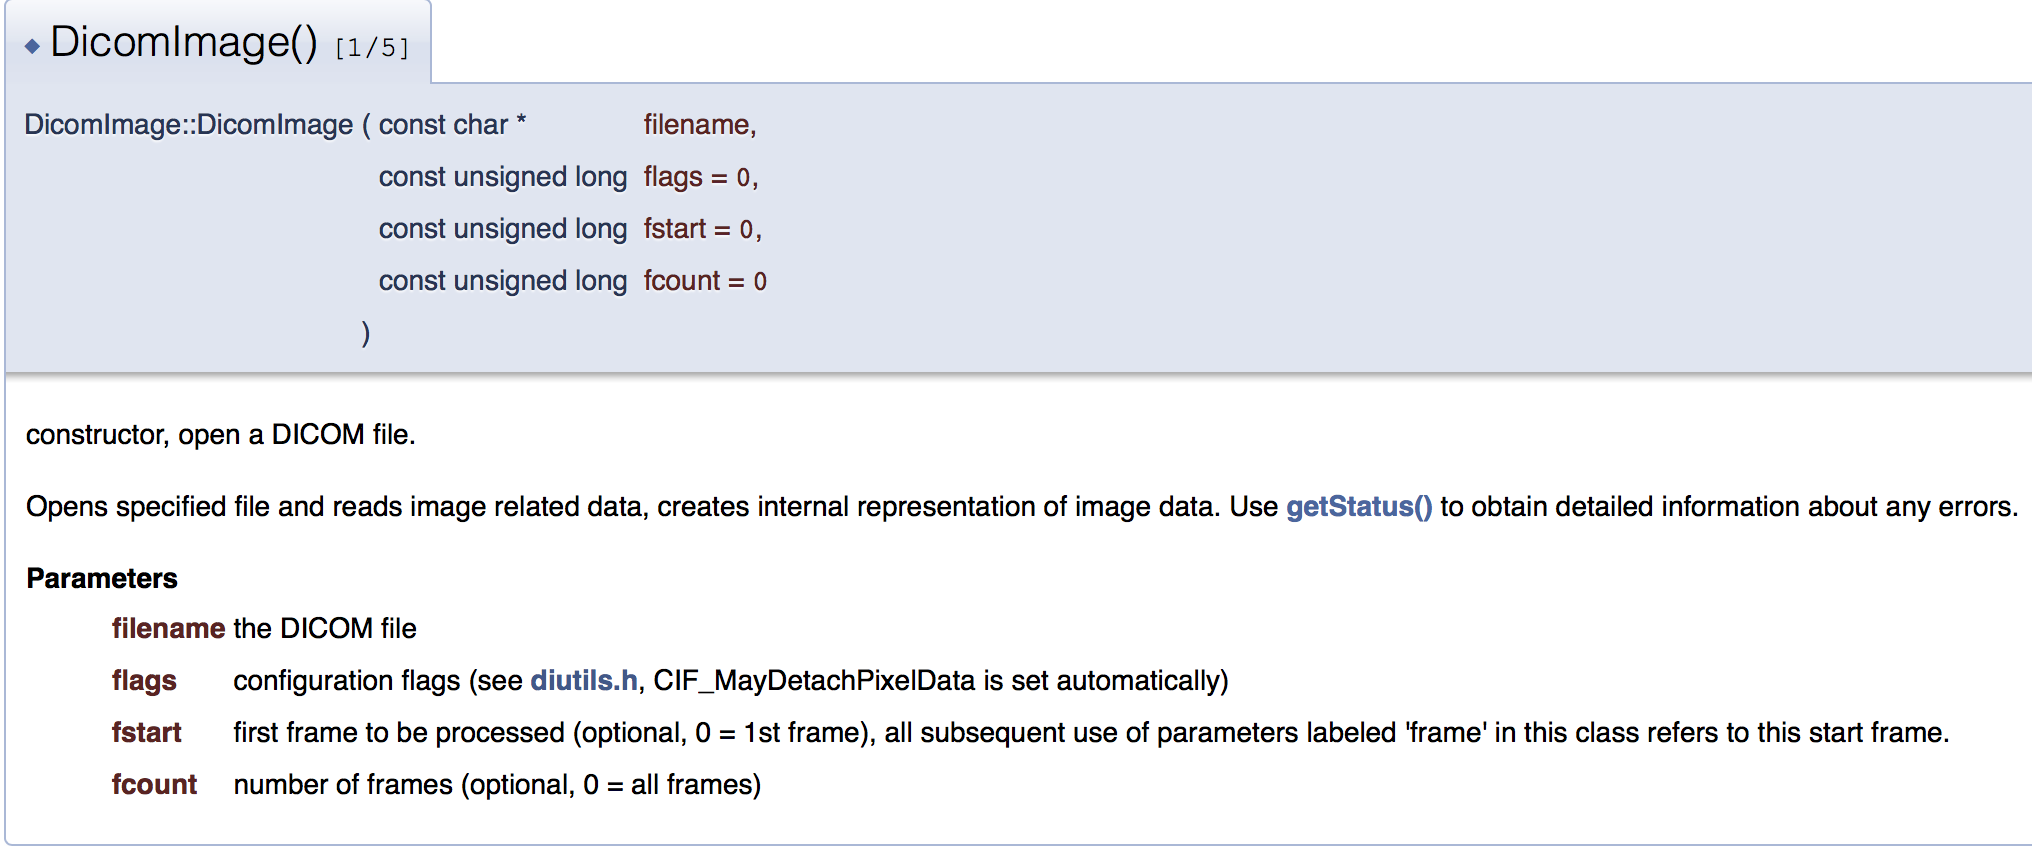 ◆ DicomImage() [1/5]
DicomImage::DicomImage ( const char * filename,
const unsigned long flags = 0,
const unsigned long fstart = 0,
const unsigned long fcount = 0
)
constructor, open a DICOM file.
Opens specified file and reads image related data, creates internal representation of image data. Use getStatus() to obtain detailed information about any errors.
Parameters
filename the DICOM file
flags configuration flags (see diutils.h, CIF_MayDetachPixelData is set automatically)
fstart first frame to be processed (optional, 0 = 1st frame), all subsequent use of parameters labeled 'frame' in this class refers to this start frame.
fcount number of frames (optional, 0 = all frames)